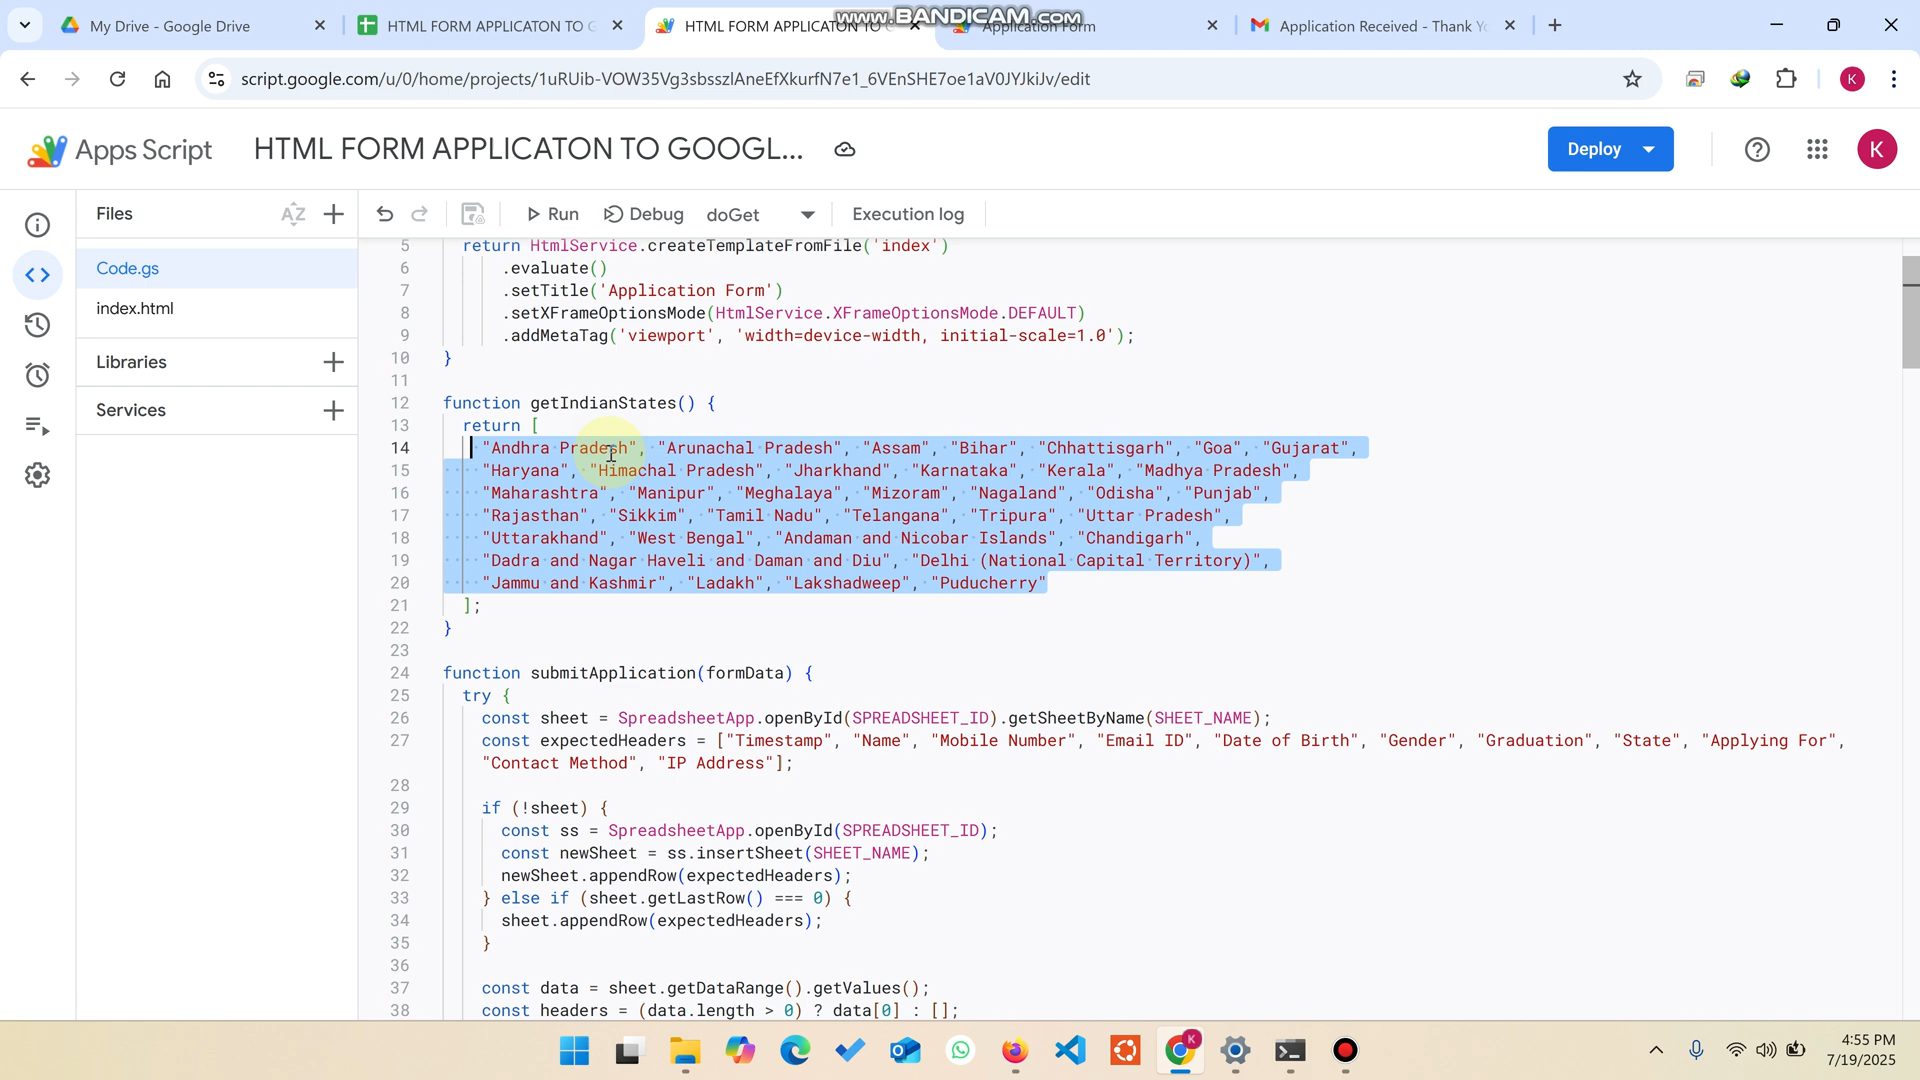 My Drive - Google Drive
HTML FORM APPLICATON TO G
HTML FORM APPLICATON TO G
Application Form
Application Received - Thank Y
www.BANDICAM.com
script.google.com/u/0/home/projects/1uRUib-VOW35Vg3sbsszlAneEfXkurfN7e1_6VEnSHE7oe1aV0JYJkiJv/edit
K
Apps Script
HTML FORM APPLICATON TO GOOGL...
Deploy
K
Files
AZ
Run
Debug
doGet
Execution log
Code.gs
index.html
Libraries
Services
5 return HtmlService.createTemplateFromFile('index')
6 .evaluate()
7 .setTitle('Application Form')
8 .setXFrameOptionsMode(HtmlService.XFrameOptionsMode.DEFAULT)
9 .addMetaTag('viewport', 'width=device-width, initial-scale=1.0');
10 }
11
12 function getIndianStates() {
13 return [
14 "Andhra Pradesh", "Arunachal Pradesh", "Assam", "Bihar", "Chhattisgarh", "Goa", "Gujarat",
15 "Haryana", "Himachal Pradesh", "Jharkhand", "Karnataka", "Kerala", "Madhya Pradesh",
16 "Maharashtra", "Manipur", "Meghalaya", "Mizoram", "Nagaland", "Odisha", "Punjab",
17 "Rajasthan", "Sikkim", "Tamil Nadu", "Telangana", "Tripura", "Uttar Pradesh",
18 "Uttarakhand", "West Bengal", "Andaman and Nicobar Islands", "Chandigarh",
19 "Dadra and Nagar Haveli and Daman and Diu", "Delhi (National Capital Territory)",
20 "Jammu and Kashmir", "Ladakh", "Lakshadweep", "Puducherry"
21 ];
22 }
23
24 function submitApplication(formData) {
25 try {
26 const sheet = SpreadsheetApp.openById(SPREADSHEET_ID).getSheetByName(SHEET_NAME);
27 const expectedHeaders = ["Timestamp", "Name", "Mobile Number", "Email ID", "Date of Birth", "Gender", "Graduation", "State", "Applying For",
"Contact Method", "IP Address"];
28
29 if (!sheet) {
30 const ss = SpreadsheetApp.openById(SPREADSHEET_ID);
31 const newSheet = ss.insertSheet(SHEET_NAME);
32 newSheet.appendRow(expectedHeaders);
33 } else if (sheet.getLastRow() === 0) {
34 sheet.appendRow(expectedHeaders);
35 }
36
37 const data = sheet.getDataRange().getValues();
38 const headers = (data.length > 0) ? data[0] : [];
K
4:55 PM
7/19/2025